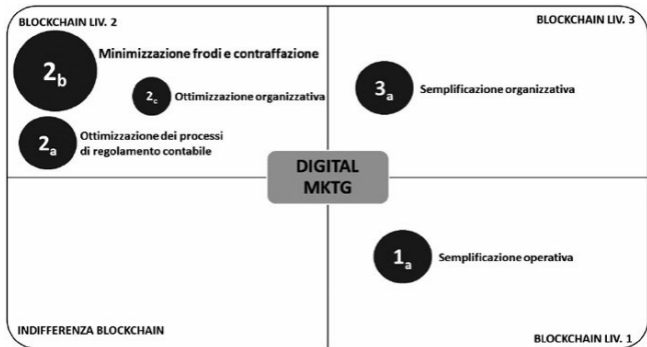 BLOCKCHAIN LIV. 2
BLOCKCHAIN LIV. 3
2b
Minimizzazione frodi e contraffazione
2c
Ottimizzazione organizzativa
3a
Semplificazione organizzativa
2a
Ottimizzazione dei processi
di regolamento contabile
DIGITAL
MKTG
1a
Semplificazione operativa
INDIFFERENZA BLOCKCHAIN
BLOCKCHAIN LIV. 1